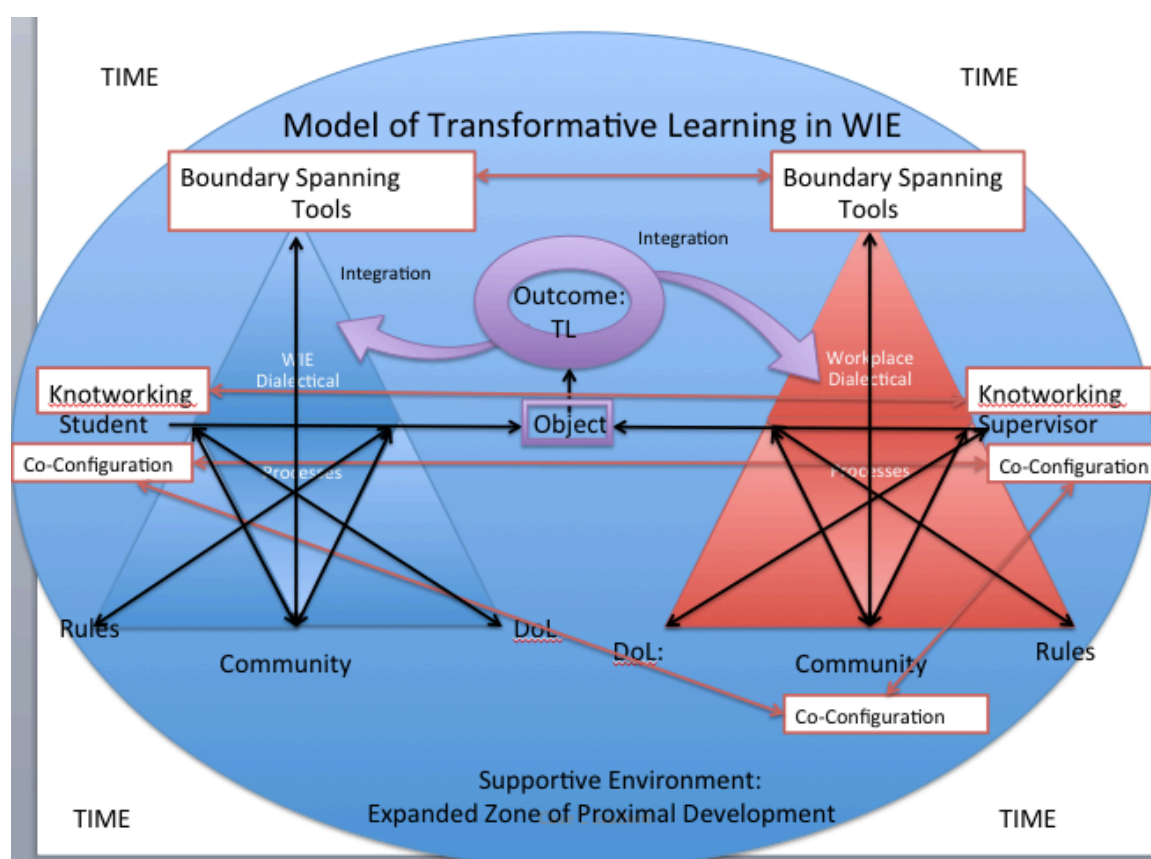 TIME
TIME
Model of Transformative Learning in WIE
Boundary Spanning
Tools
Boundary Spanning
Tools
Integration
Integration
Outcome:
TL
WIE
Dialectical
Workplace
Dialectical
Knotworking
Knotworking
Student
Object
Supervisor
Co-Configuration
Processes
Processes
Co-Configuration
Rules
DoL
DoL:
Community
Community
Rules
Co-Configuration
Supportive Environment:
Expanded Zone of Proximal Development
TIME
TIME